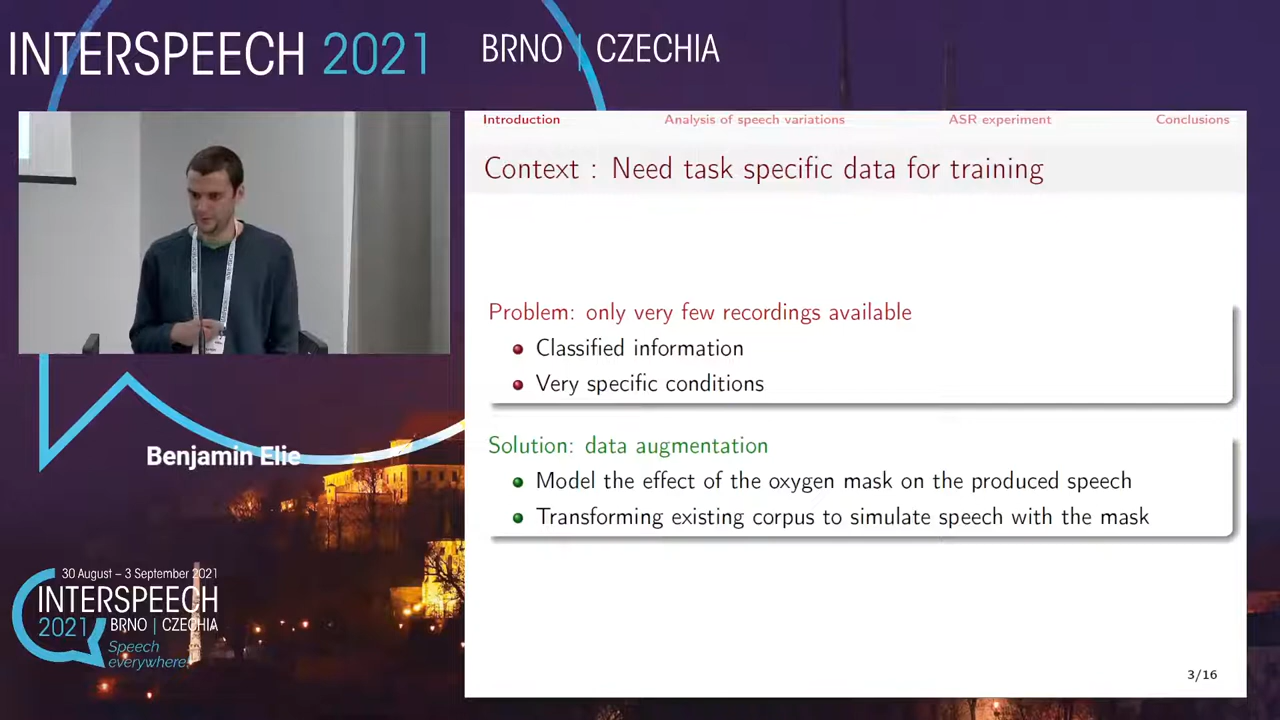 INTERSPEECH 2021
BRNO | CZECHIA
Introduction
Analysis of speech variations
ASR experiment
Conclusions
Context : Need task specific data for training
Problem: only very few recordings available
Classified information
Very specific conditions
Solution: data augmentation
Model the effect of the oxygen mask on the produced speech
Transforming existing corpus to simulate speech with the mask
3/16
Benjamin Elie
30 August – 3 September 2021
INTERSPEECH
2021 BRNO | CZECHIA
Speech
everywhere!